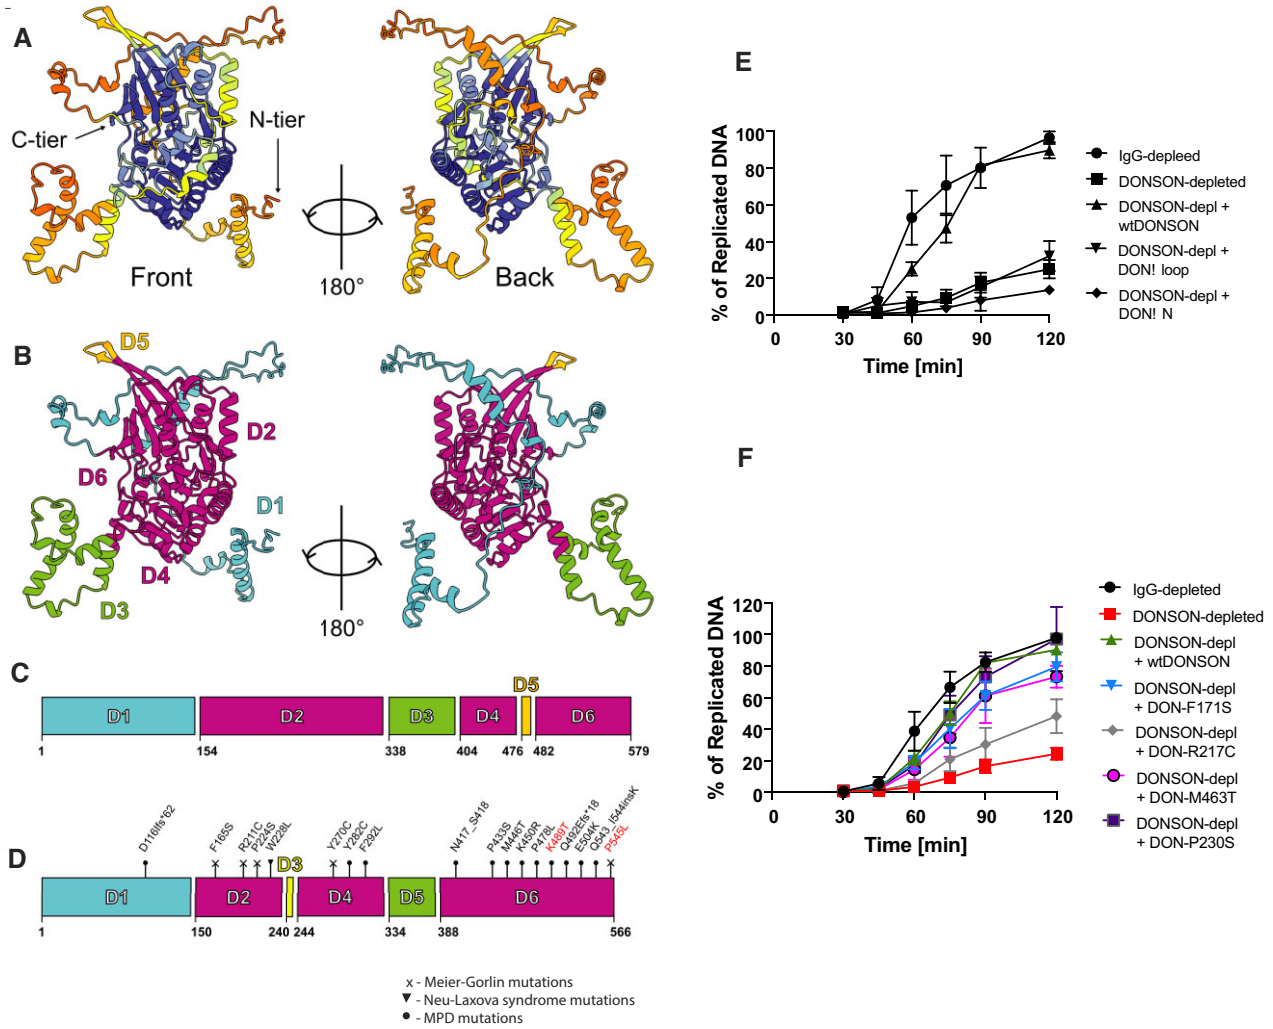 A
C-tier
N-tier
Front
180°
Back
B
D5
D2
D6
D1
D4
D3
180°
C
D5
D1
D2
D3
D4
D6
1
154
338
404
476
482
579
D
D116Ifs*62
F165S
R211C
P224S
W228L
Y270C
Y282C
F292L
N417_S418
P433S
M446T
K450R
P478L
K489T
Q492Efs*18
E504K
Q543_I544insK
P545L
D3
D1
D2
D4
D5
D6
1
150
240
244
334
388
566
x - Meier-Gorlin mutations
▼ - Neu-Laxova syndrome mutations
● - MPD mutations
E
% of Replicated DNA
100
80
60
40
20
0
0
30
60
90
120
Time [min]
IgG-depleed
DONSON-depleted
DONSON-depl +
wtDONSON
DONSON-depl +
DON! loop
DONSON-depl +
DON! N
F
% of Replicated DNA
120
100
80
60
40
20
0
0
30
60
90
120
Time [min]
IgG-depleted
DONSON-depleted
DONSON-depl
+ wtDONSON
DONSON-depl
+ DON-F171S
DONSON-depl
+ DON-R217C
DONSON-depl
+ DON-M463T
DONSON-depl
+ DON-P230S